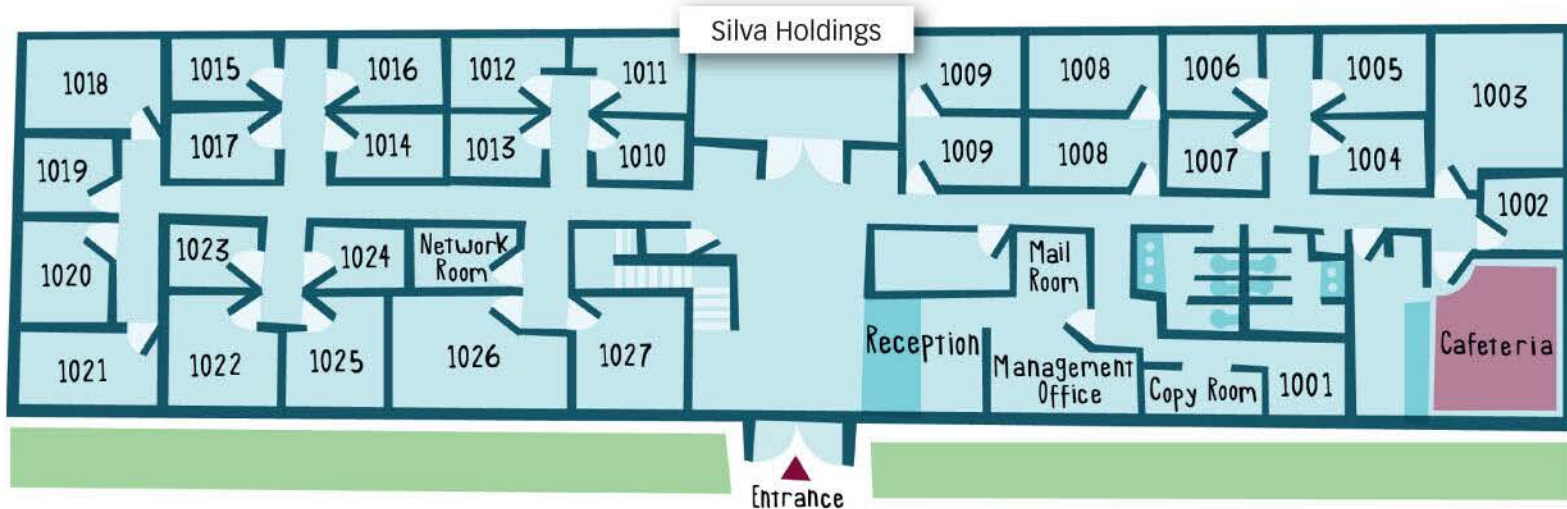 Silva Holdings
1018
1015
1016
1012
1011
1009
1008
1006
1005
1003
1019
1017
1014
1013
1010
1009
1008
1007
1004
1002
1020
1023
1024
Network
Room
Mail
Room
Reception
Cafeteria
1021
1022
1025
1026
1027
Management
Office
Copy Room
1001
Entrance